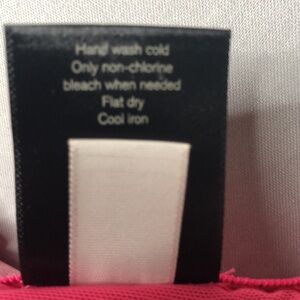 Hand wash cold
Only non-chlorine
bleach when needed
Flat dry
Cool iron